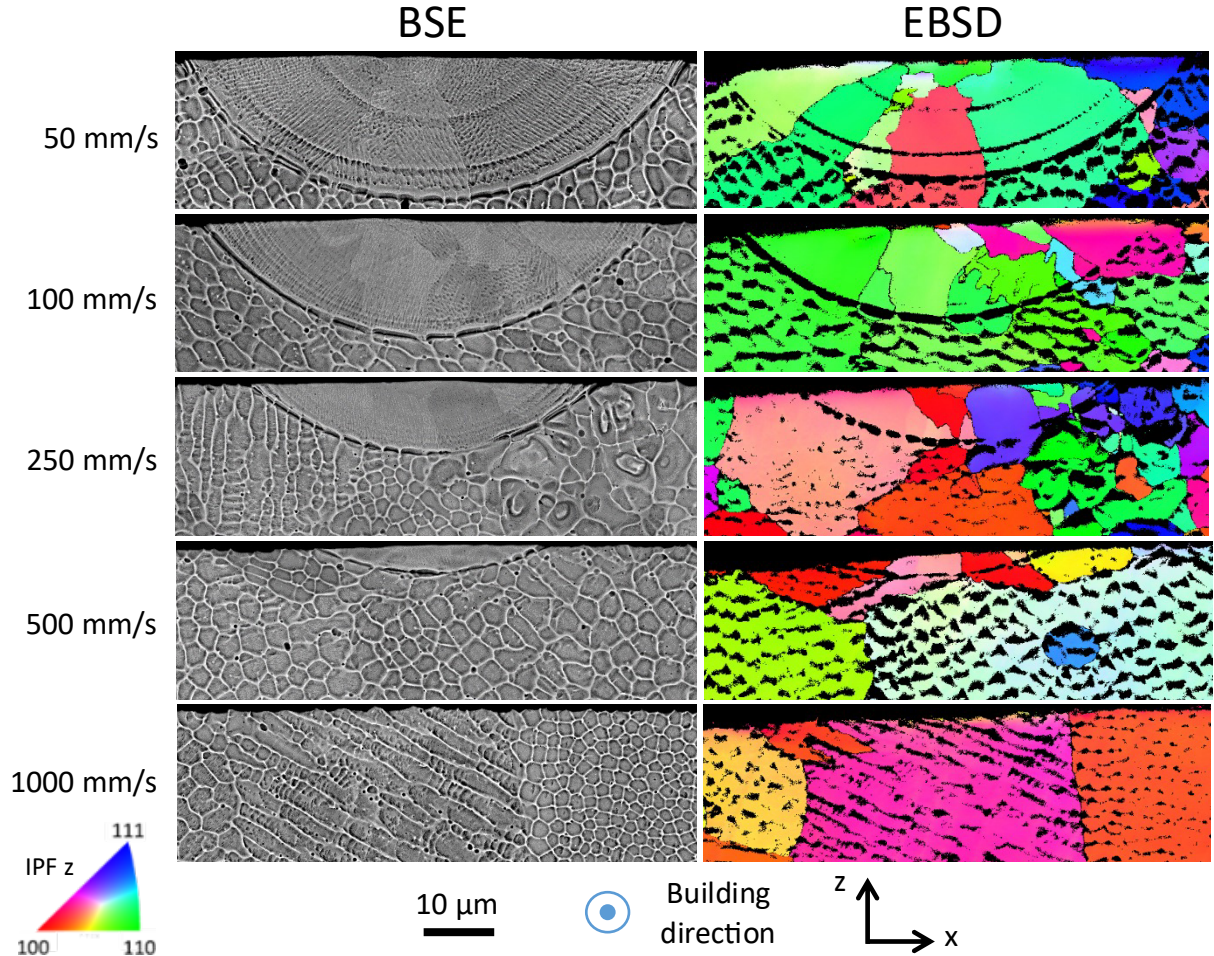 BSE
EBSD
50 mm/s
100 mm/s
250 mm/s
500 mm/s
1000 mm/s
111
IPF z
100
110
10 µm
Building
direction
z
x